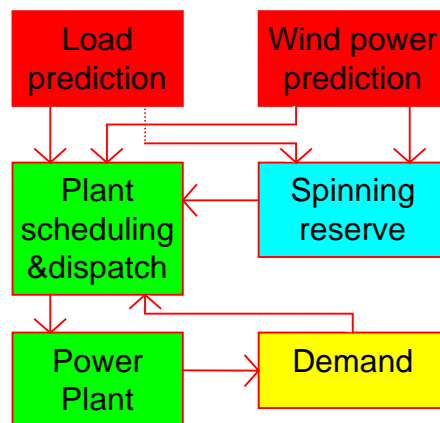 Load
prediction
Wind power
prediction
Plant
scheduling
&dispatch
Spinning
reserve
Power
Plant
Demand